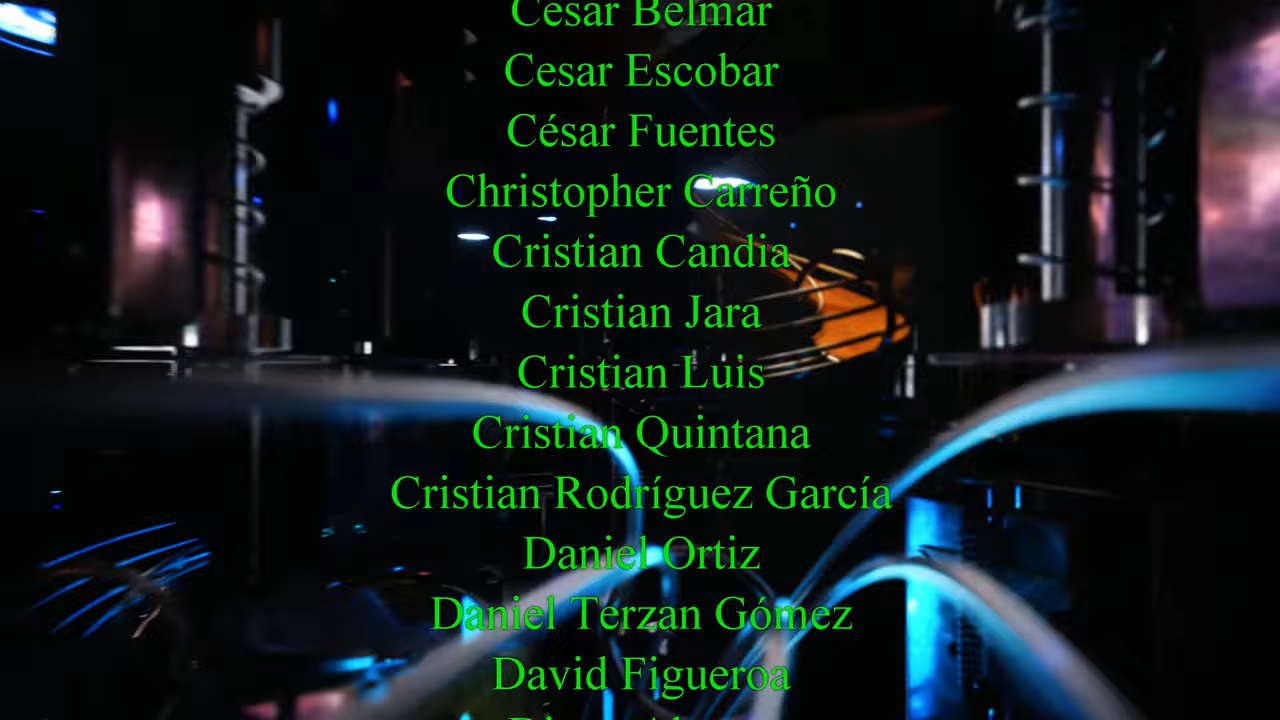 Cesar Belmar
Cesar Escobar
César Fuentes
Christopher Carreño
Cristian Candia
Cristian Jara
Cristian Luis
Cristian Quintana
Cristian Rodríguez García
Daniel Ortiz
Daniel Terzan Gómez
David Figueroa